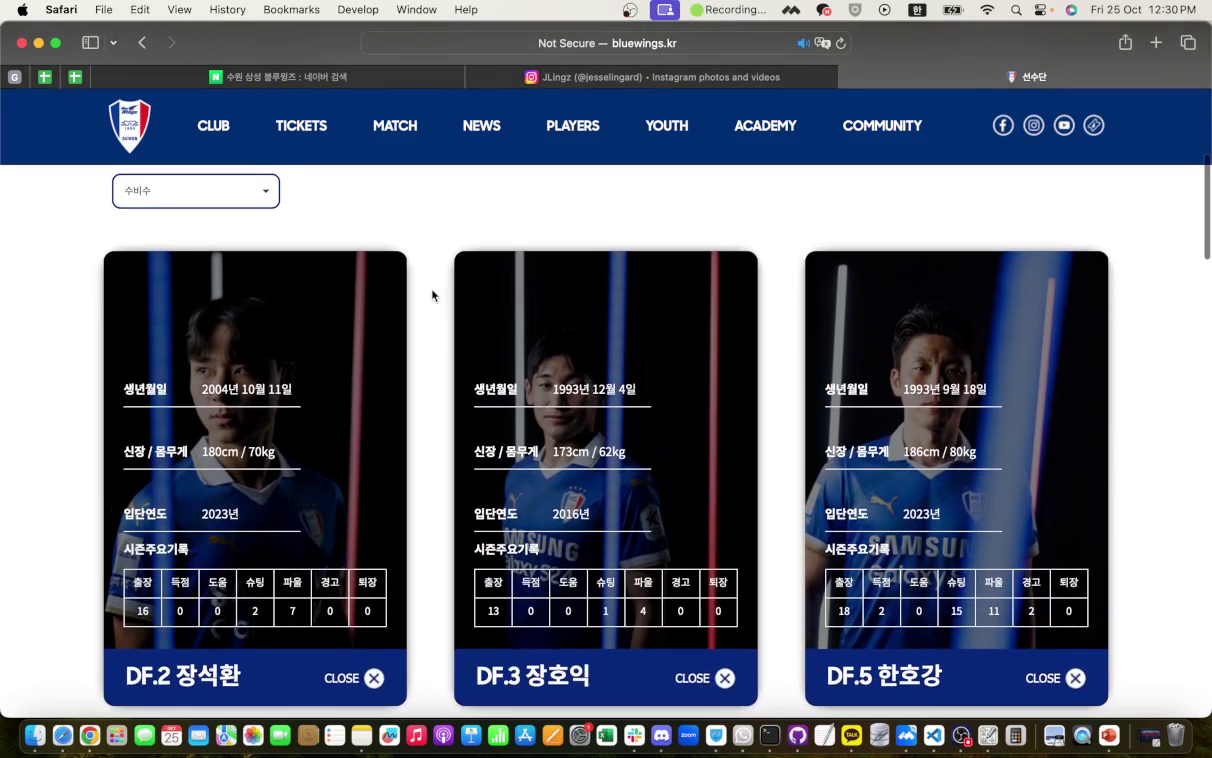 Safari File Edit View History Bookmarks Window Help Recording... 한 Fri 25 Oct 12:30 PM
Not Secure — bluewings.kr
G 수원 삼성 블루윙즈 : 네이버 검색 JLingz (@jesselingard) • Instagram photos and videos 선수단
CLUB TICKETS MATCH NEWS PLAYERS YOUTH ACADEMY COMMUNITY
수비수
생년월일 2004년 10월 11일
신장 / 몸무게 180cm / 70kg
입단연도 2023년
시즌주요기록
출장 득점 도움 슈팅 파울 경고 퇴장
16 0 0 2 7 0 0
DF.2 장석환 CLOSE
생년월일 1993년 12월 4일
신장 / 몸무게 173cm / 62kg
입단연도 2016년
시즌주요기록
출장 득점 도움 슈팅 파울 경고 퇴장
13 0 0 1 4 0 0
DF.3 장호익 CLOSE
생년월일 1993년 9월 18일
신장 / 몸무게 186cm / 80kg
입단연도 2023년
시즌주요기록
출장 득점 도움 슈팅 파울 경고 퇴장
18 2 0 15 11 2 0
DF.5 한호강 CLOSE
SAMSUNG
OCT
25
zoom
TALK